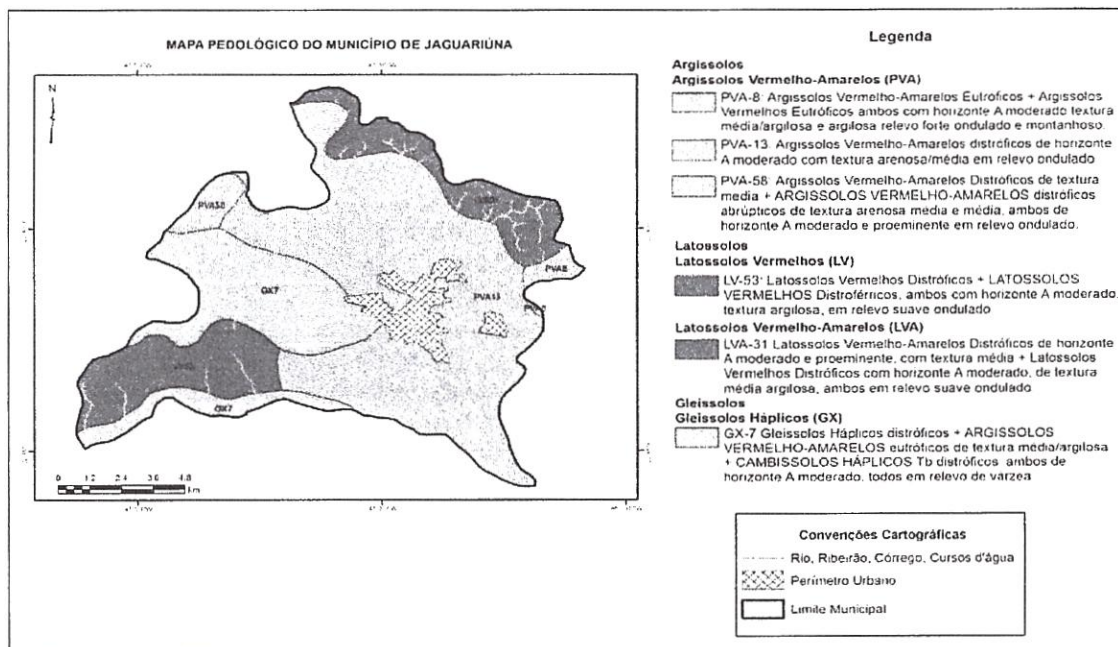 MAPA PEDOLÓGICO DO MUNICÍPIO DE JAGUARIÚNA
N
PVA58
PVA8
GX7
PVA13
GX7
0 1.2 2.4 3.6 4.8
Km
Legenda
Argissolos
Argissolos Vermelho-Amarelos (PVA)
PVA-8: Argissolos Vermelho-Amarelos Eutróficos + Argissolos
Vermelhos Eutróficos ambos com horizonte A moderado textura
média/argilosa e argilosa relevo forte ondulado e montanhoso.
PVA-13. Argissolos Vermelho-Amarelos distróficos de horizonte
A moderado com textura arenosa/média em relevo ondulado
PVA-58: Argissolos Vermelho-Amarelos Distróficos de textura
media + ARGISSOLOS VERMELHO-AMARELOS distróficos
abrúpticos de textura arenosa media e média, ambos de
horizonte A moderado e proeminente em relevo ondulado.
Latossolos
Latossolos Vermelhos (LV)
LV-53: Latossolos Vermelhos Distróficos + LATOSSOLOS
VERMELHOS Distroférricos, ambos com horizonte A moderado,
textura argilosa, em relevo suave ondulado
Latossolos Vermelho-Amarelos (LVA)
LVA-31 Latossolos Vermelho-Amarelos Distróficos de horizonte
A moderado e proeminente, com textura média + Latossolos
Vermelhos Distróficos com horizonte A moderado, de textura
média argilosa, ambos em relevo suave ondulado
Gleissolos
Gleissolos Háplicos (GX)
GX-7 Gleissolos Háplicos distróficos + ARGISSOLOS
VERMELHO-AMARELOS eutróficos de textura média/argilosa
+ CAMBISSOLOS HÁPLICOS Tb distróficos, ambos de
horizonte A moderado, todos em relevo de várzea
Convenções Cartográficas
Rio, Ribeirão, Córrego, Cursos d'água
Perímetro Urbano
Limite Municipal